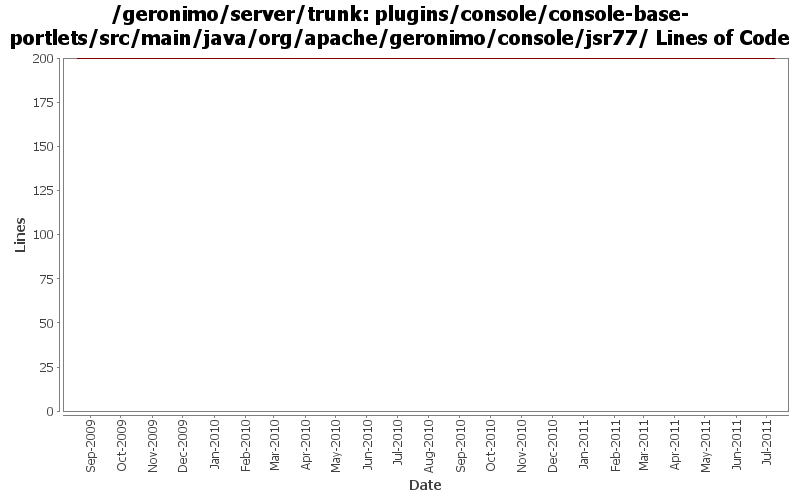 /geronimo/server/trunk: plugins/console/console-base-
portlets/src/main/java/org/apache/geronimo/console/jsr77/ Lines of Code
Lines
200
175
150
125
100
75
50
25
0
Sep-2009
Oct-2009
Nov-2009
Dec-2009
Jan-2010
Feb-2010
Mar-2010
Apr-2010
May-2010
Jun-2010
Jul-2010
Aug-2010
Sep-2010
Oct-2010
Nov-2010
Dec-2010
Jan-2011
Feb-2011
Mar-2011
Apr-2011
May-2011
Jun-2011
Jul-2011
Date